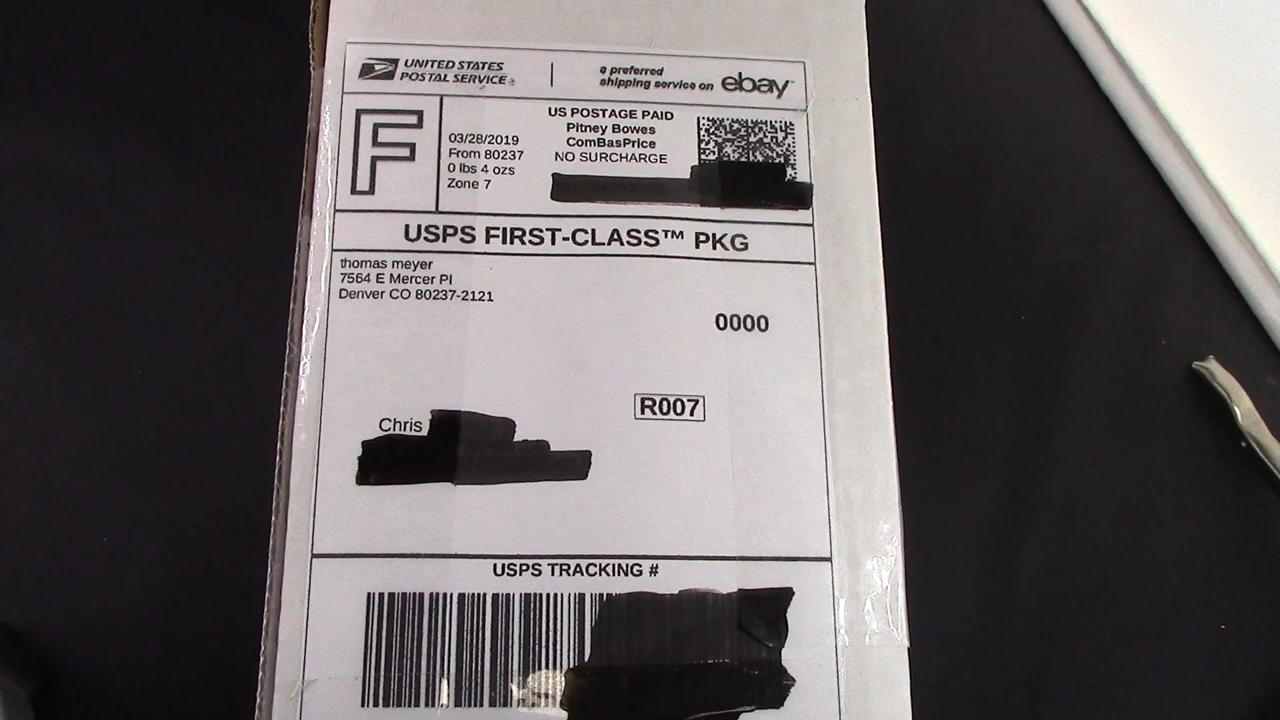 UNITED STATES
POSTAL SERVICE®
a preferred
shipping service on ebay™
F
03/28/2019
From 80237
0 lbs 4 ozs
Zone 7
US POSTAGE PAID
Pitney Bowes
ComBasPrice
NO SURCHARGE
USPS FIRST-CLASS™ PKG
thomas meyer
7564 E Mercer Pl
Denver CO 80237-2121
0000
R007
Chris
USPS TRACKING #